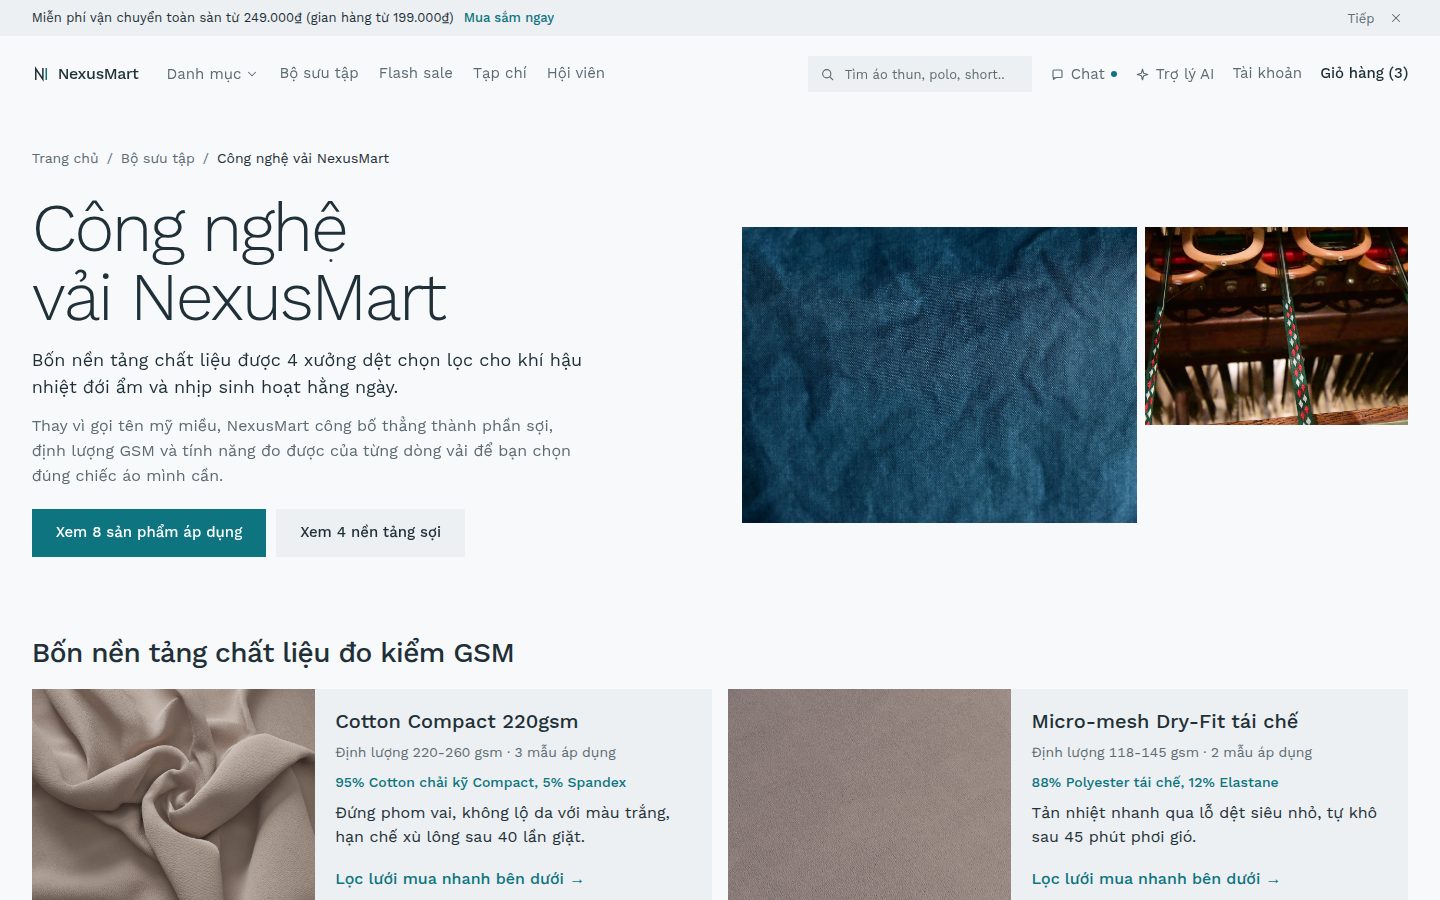 Miễn phí vận chuyển toàn sàn từ 249.000₫ (gian hàng từ 199.000₫) Mua sắm ngay
Tiếp
NexusMart
Danh mục
Bộ sưu tập
Flash sale
Tạp chí
Hội viên
Tìm áo thun, polo, short..
Chat
Trợ lý AI
Tài khoản
Giỏ hàng (3)
Trang chủ / Bộ sưu tập / Công nghệ vải NexusMart
Công nghệ
vải NexusMart
Bốn nền tảng chất liệu được 4 xưởng dệt chọn lọc cho khí hậu
nhiệt đới ẩm và nhịp sinh hoạt hằng ngày.
Thay vì gọi tên mỹ miều, NexusMart công bố thẳng thành phần sợi,
định lượng GSM và tính năng đo được của từng dòng vải để bạn chọn
đúng chiếc áo mình cần.
Xem 8 sản phẩm áp dụng
Xem 4 nền tảng sợi
Bốn nền tảng chất liệu đo kiểm GSM
Cotton Compact 220gsm
Định lượng 220-260 gsm · 3 mẫu áp dụng
95% Cotton chải kỹ Compact, 5% Spandex
Đứng phom vai, không lộ da với màu trắng,
hạn chế xù lông sau 40 lần giặt.
Lọc lưới mua nhanh bên dưới →
Micro-mesh Dry-Fit tái chế
Định lượng 118-145 gsm · 2 mẫu áp dụng
88% Polyester tái chế, 12% Elastane
Tản nhiệt nhanh qua lỗ dệt siêu nhỏ, tự khô
sau 45 phút phơi gió.
Lọc lưới mua nhanh bên dưới →